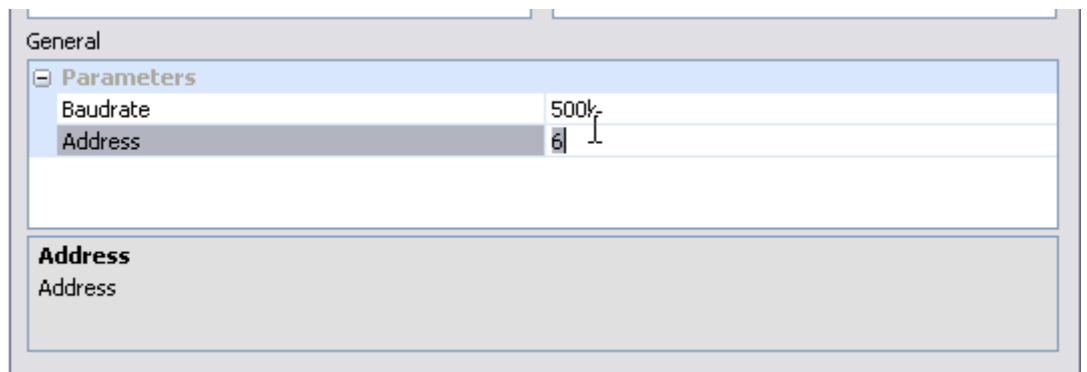 General
Parameters
Baudrate 500k
Address 6
Address
Address